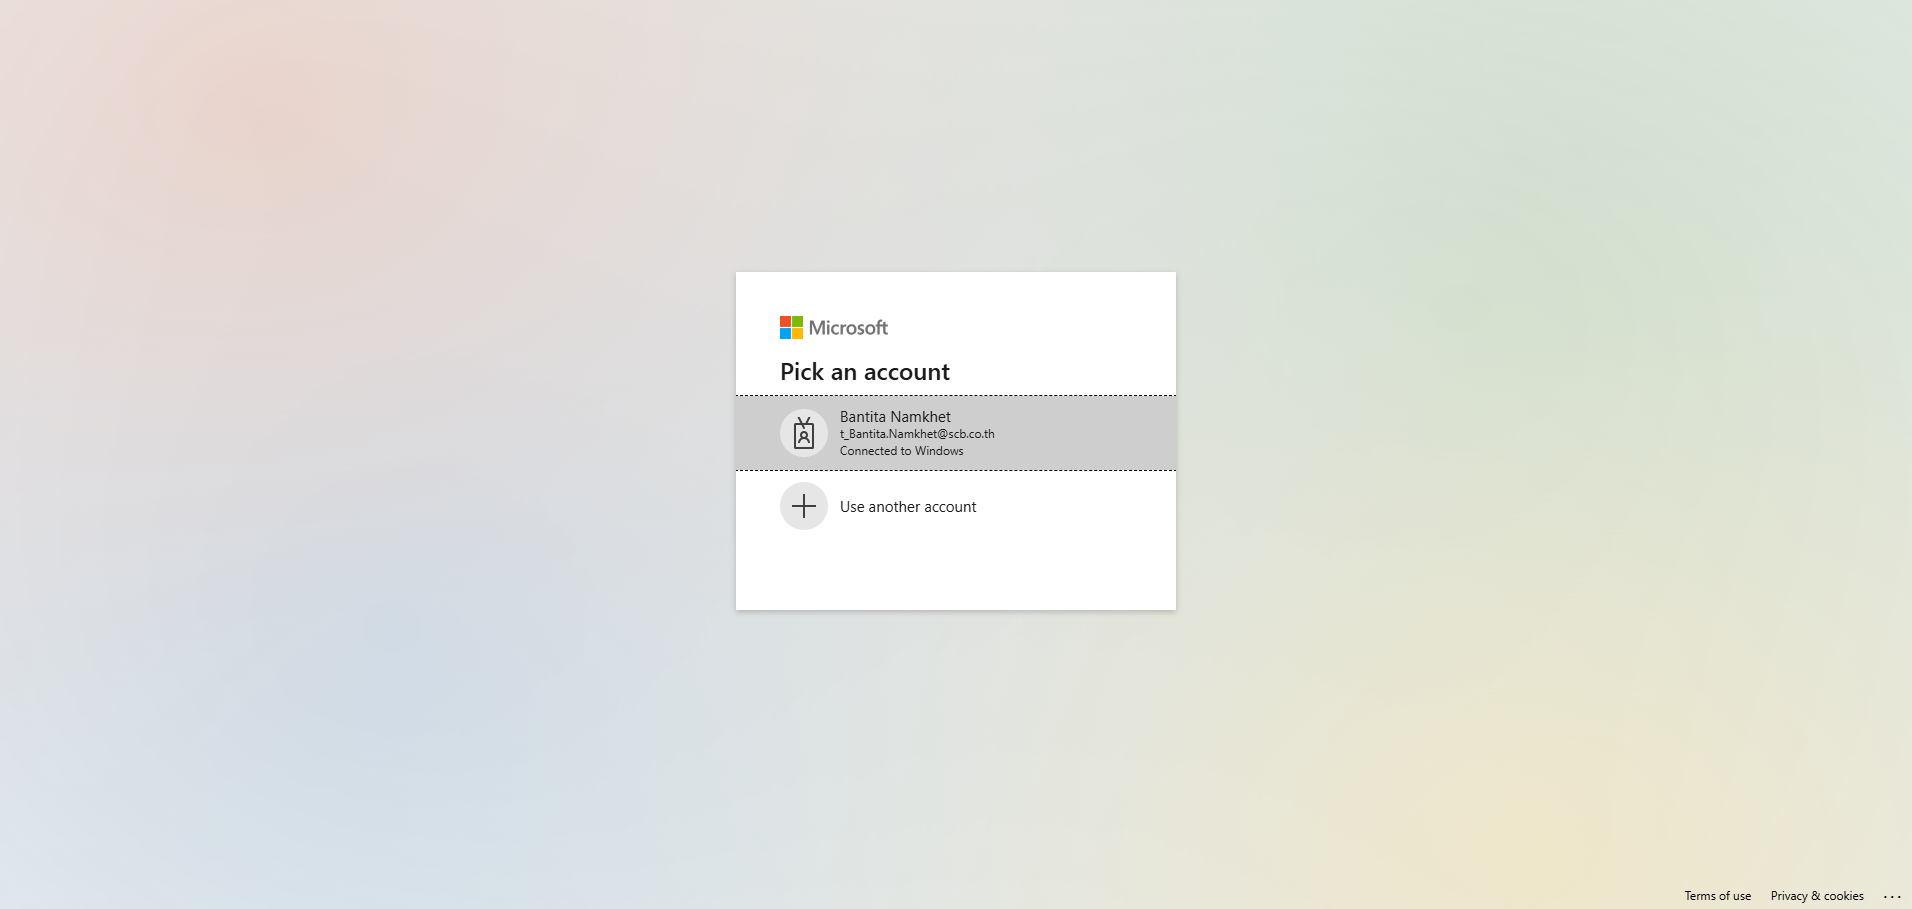 Microsoft
Pick an account
Bantita Namkhet
t_Bantita.Namkhet@scb.co.th
Connected to Windows
Use another account
Terms of use Privacy & cookies ...